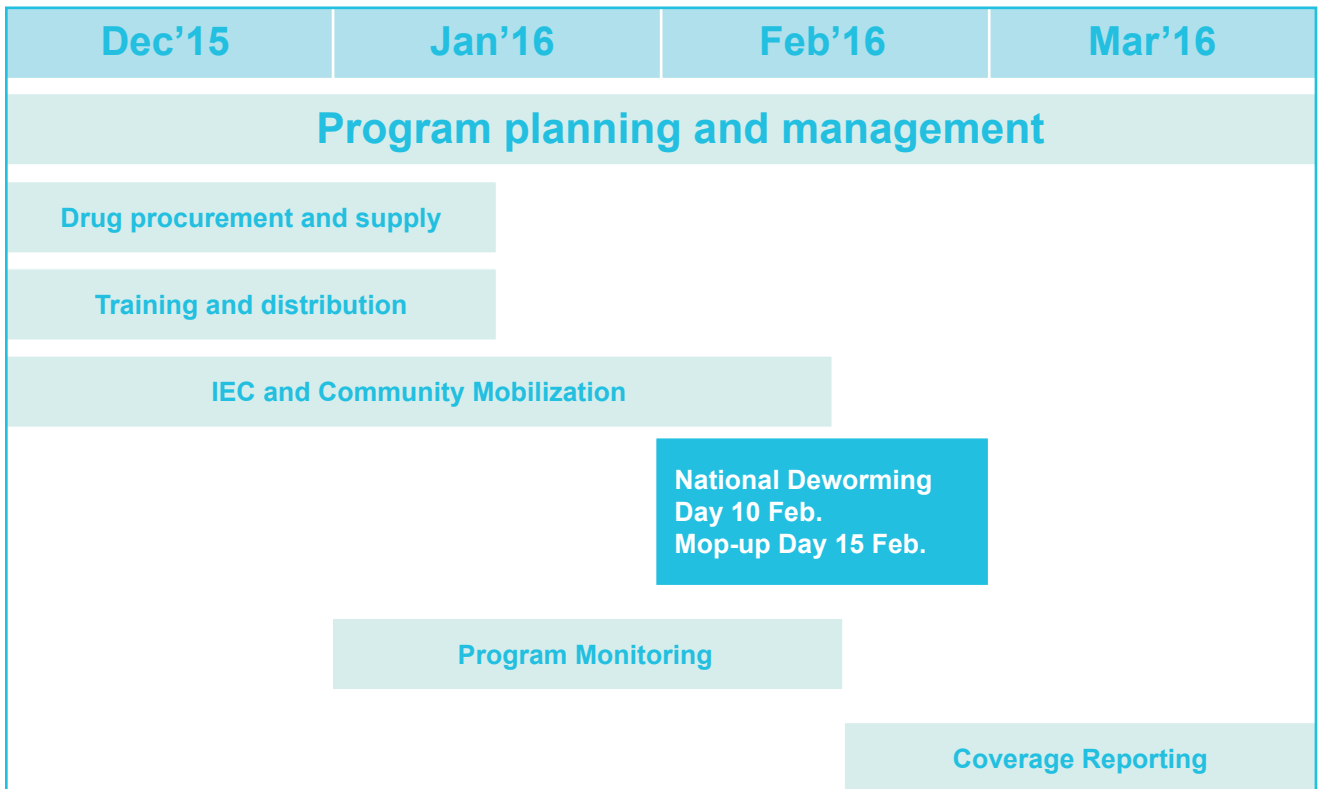 Dec’15
Jan’16
Feb’16
Mar’16
Program planning and management
Drug procurement and supply
Training and distribution
IEC and Community Mobilization
National Deworming
Day 10 Feb.
Mop-up Day 15 Feb.
Program Monitoring
Coverage Reporting